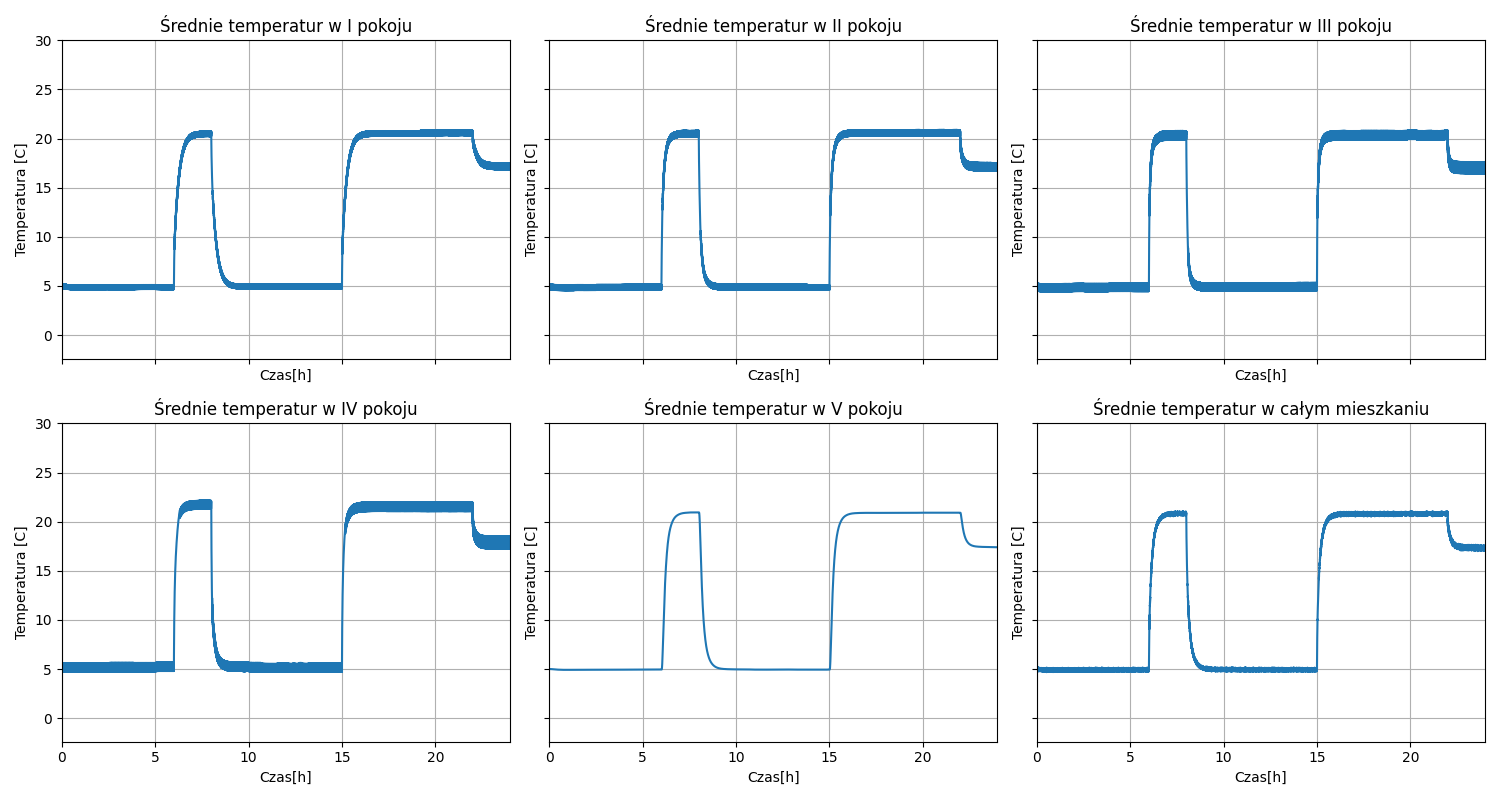 Średnie temperatur w I pokoju
Średnie temperatur w II pokoju
Średnie temperatur w III pokoju
30
25
20
15
10
5
0
Temperatura [C]
Temperatura [C]
Temperatura [C]
Czas[h]
Czas[h]
Czas[h]
Średnie temperatur w IV pokoju
Średnie temperatur w V pokoju
Średnie temperatur w całym mieszkaniu
30
25
20
15
10
5
0
Temperatura [C]
Temperatura [C]
Temperatura [C]
0 5 10 15 20
0 5 10 15 20
0 5 10 15 20
Czas[h]
Czas[h]
Czas[h]